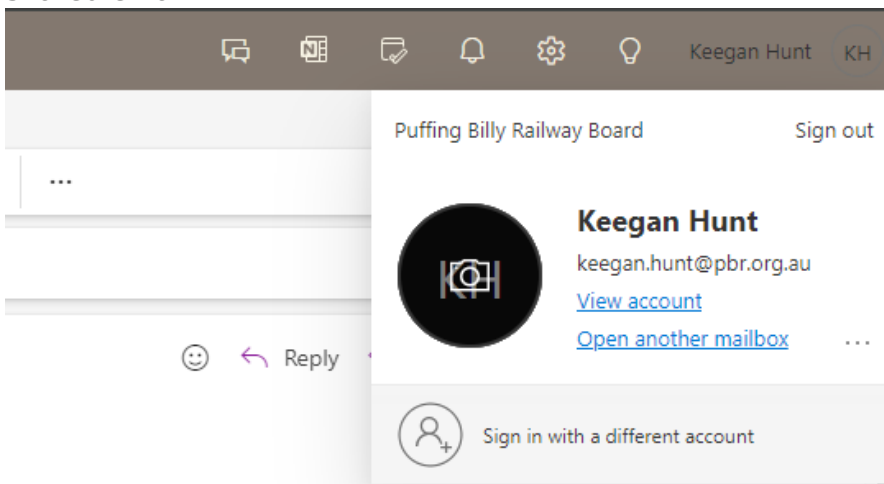 Keegan Hunt KH
Puffing Billy Railway Board Sign out
...
Keegan Hunt
KH
keegan.hunt@pbr.org.au
View account
Open another mailbox ...
Reply
Sign in with a different account